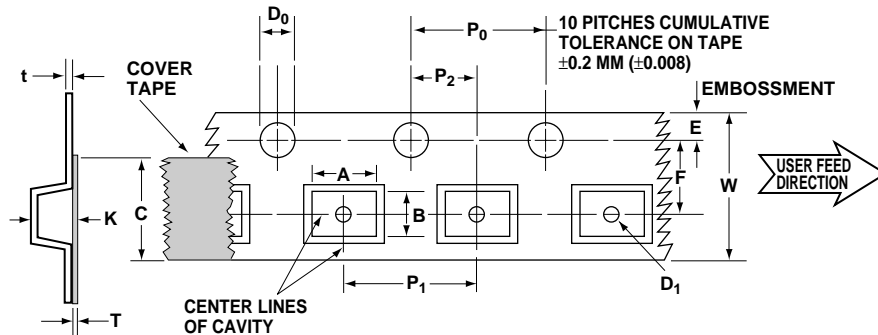 D0
P0
10 PITCHES CUMULATIVE
TOLERANCE ON TAPE
±0.2 MM (±0.008)
t
COVER
TAPE
P2
EMBOSSMENT
E
A
F
W
USER FEED
DIRECTION
C
K
B
P1
D1
CENTER LINES
OF CAVITY
T